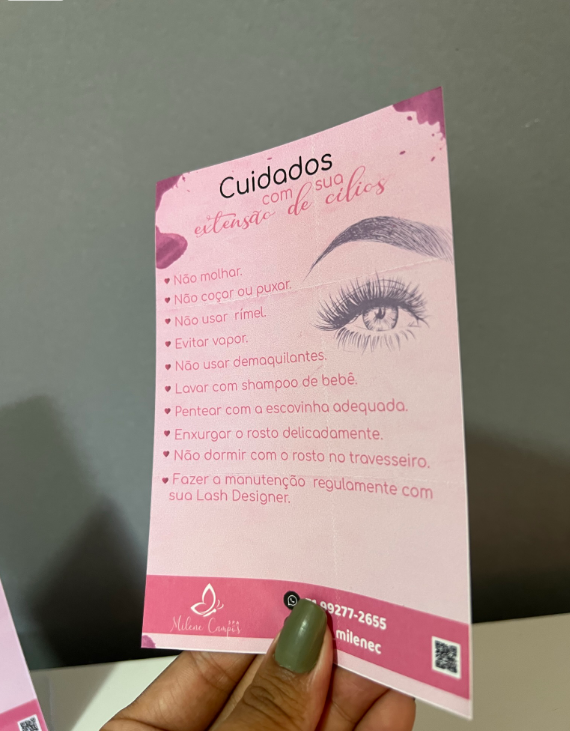 Cuidados
com sua
extensão de cílios
Não molhar.
Não coçar ou puxar.
Não usar rímel.
Evitar vapor.
Não usar demaquilantes.
Lavar com shampoo de bebê.
Pentear com a escovinha adequada.
Enxurgar o rosto delicadamente.
Não dormir com o rosto no travesseiro.
Fazer a manutenção regulamente com
sua Lash Designer.
Milene Campos
99277-2655
milenec